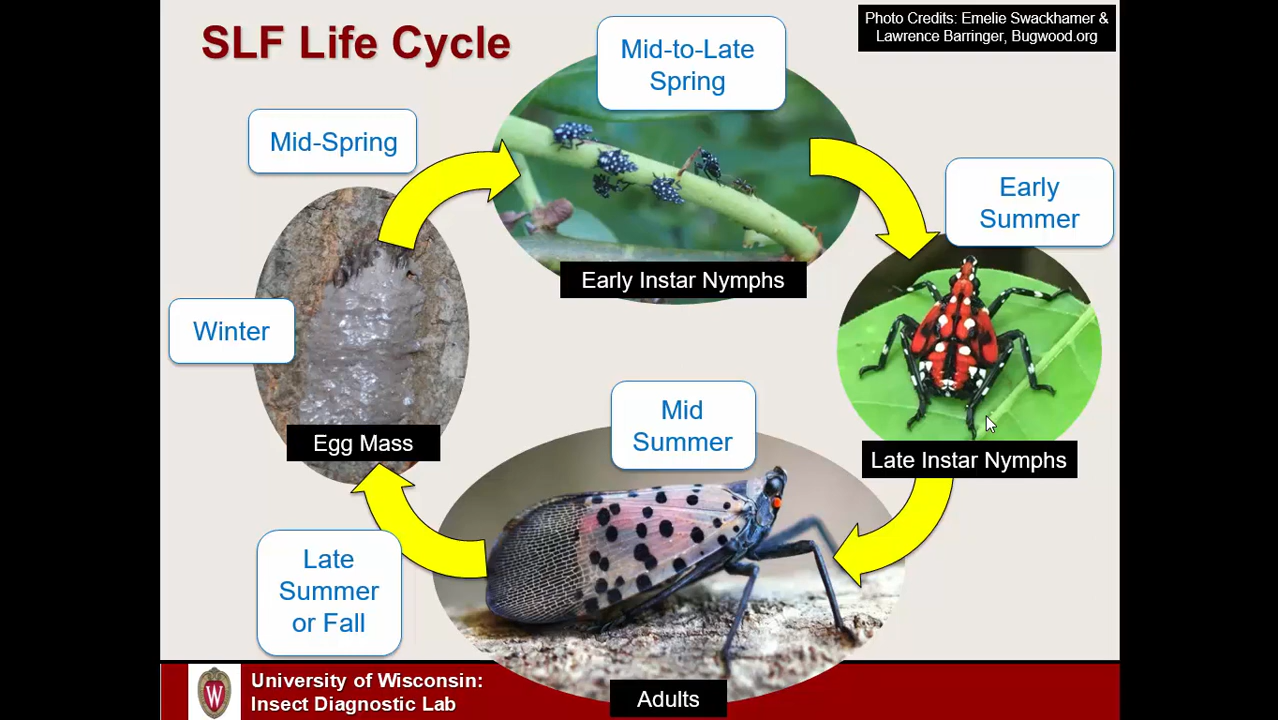 SLF Life Cycle
Photo Credits: Emelie Swackhamer &
Lawrence Barringer, Bugwood.org
Mid-to-Late
Spring
Mid-Spring
Early
Summer
Early Instar Nymphs
Winter
Egg Mass
Mid
Summer
Late Instar Nymphs
Late
Summer
or Fall
Adults
W
University of Wisconsin:
Insect Diagnostic Lab